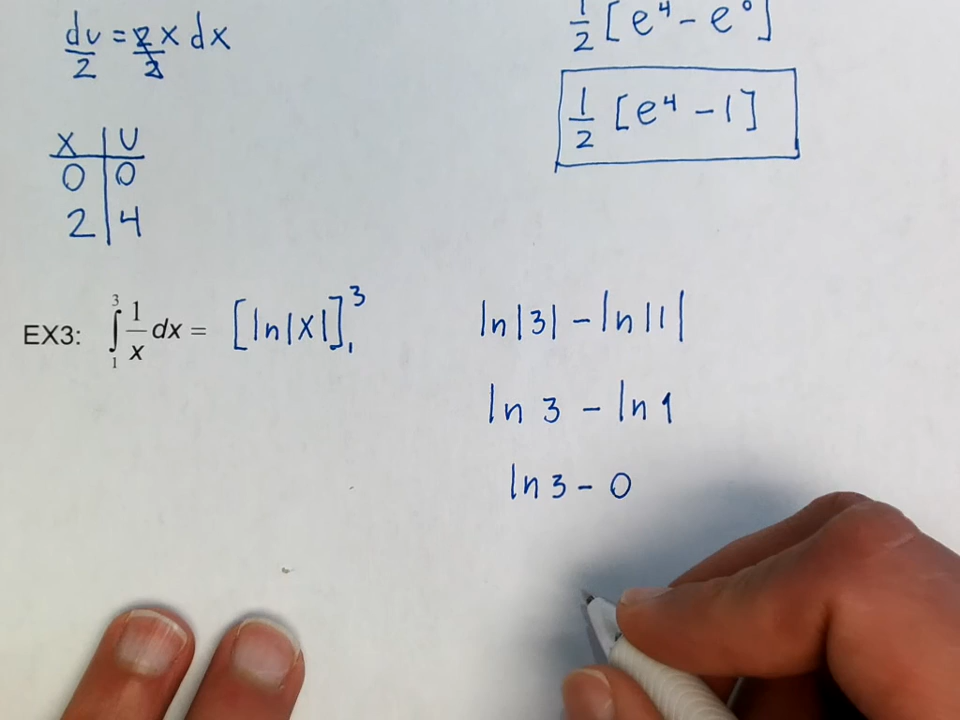 du/2 = 2x/2 dx
1/2 [e⁴ - e⁰]
1/2 [e⁴ - 1]
x | u
0 | 0
2 | 4
EX3: ∫₁³ 1/x dx = [ln|x|]₁³
ln|3| - ln|1|
ln 3 - ln 1
ln 3 - 0